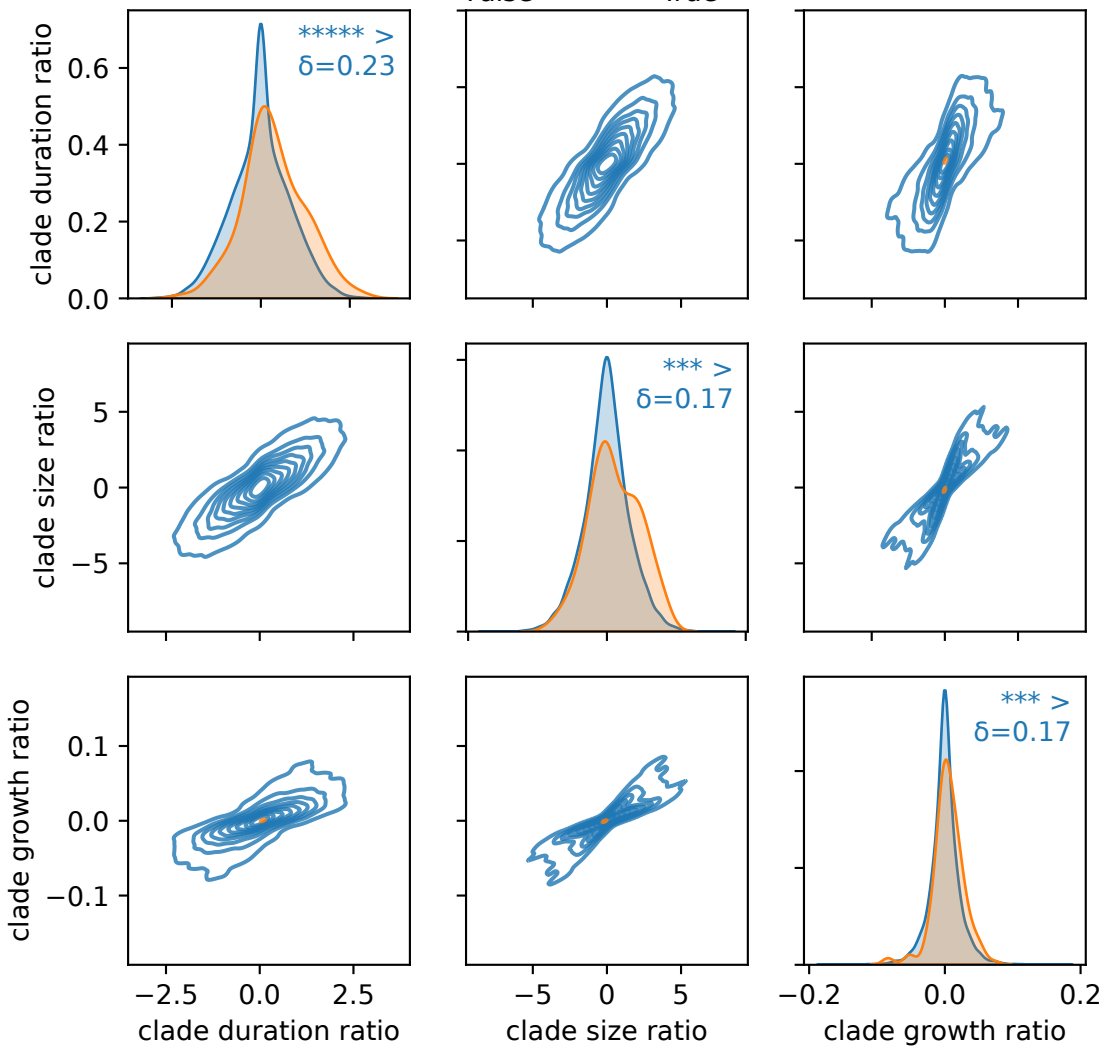 ***** >
δ=0.23
clade duration ratio
0.6
0.4
0.2
0.0
*** >
δ=0.17
clade size ratio
5
0
−5
*** >
δ=0.17
clade growth ratio
0.1
0.0
−0.1
−2.5 0.0 2.5
−5 0 5
−0.2 0.0 0.2
clade duration ratio
clade size ratio
clade growth ratio